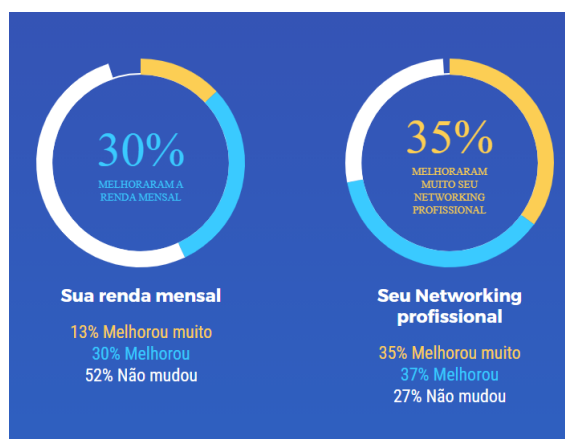 30%
MELHORARAM A
RENDA MENSAL
Sua renda mensal
13% Melhorou muito
30% Melhorou
52% Não mudou
35%
MELHORARAM
MUITO SEU
NETWORKING
PROFISSIONAL
Seu Networking
profissional
35% Melhorou muito
37% Melhorou
27% Não mudou